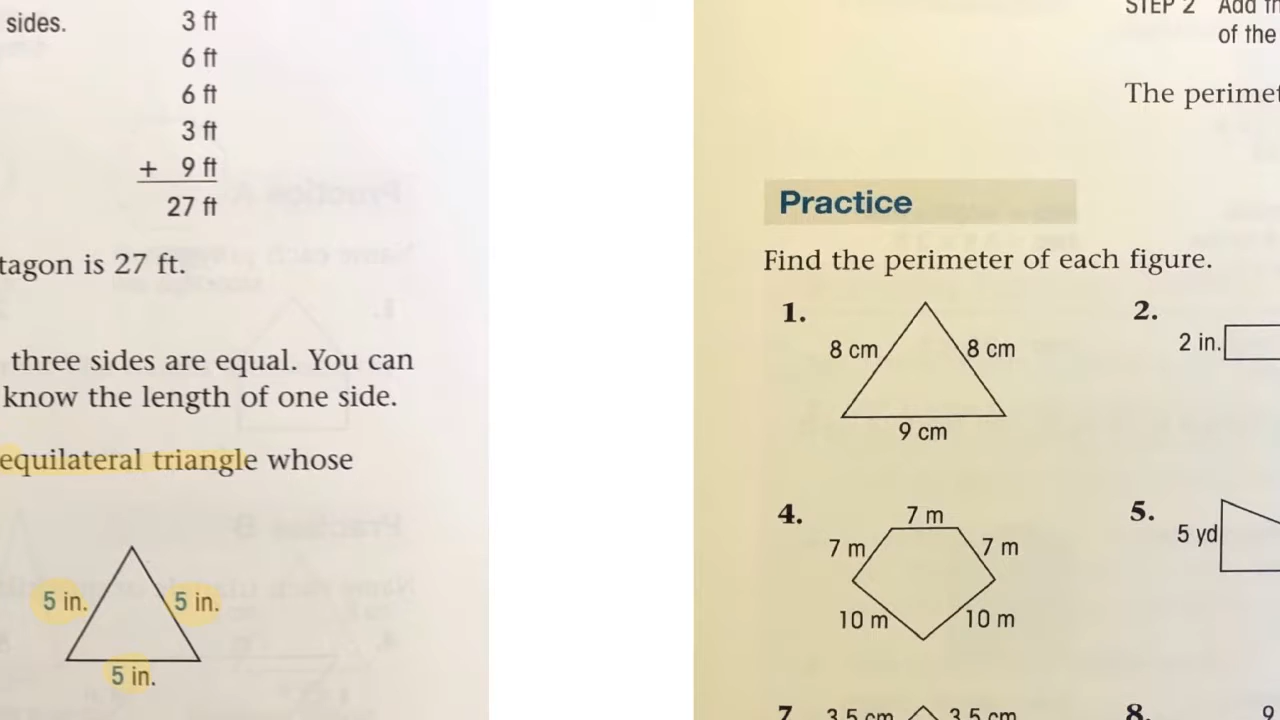 sides.
3 ft
6 ft
6 ft
3 ft
+ 9 ft
27 ft
tagon is 27 ft.
three sides are equal. You can
know the length of one side.
equilateral triangle whose
5 in. 5 in.
5 in.
STEP 2 Add
of the
The
Practice
Find the perimeter of each figure.
1.
8 cm 8 cm
9 cm
2.
2 in.
4.
7 m
7 m 7 m
10 m 10 m
5.
5 yd
7 3.5 cm 3.5 cm
8. 9